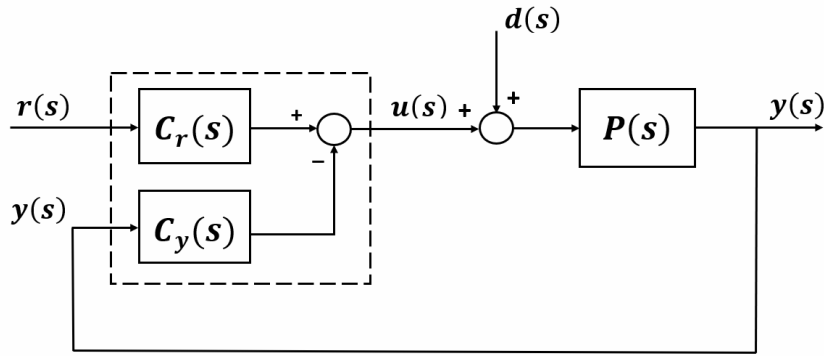 d(s)
r(s)
C_r(s)
+
u(s)
+
+
P(s)
y(s)
−
y(s)
C_y(s)